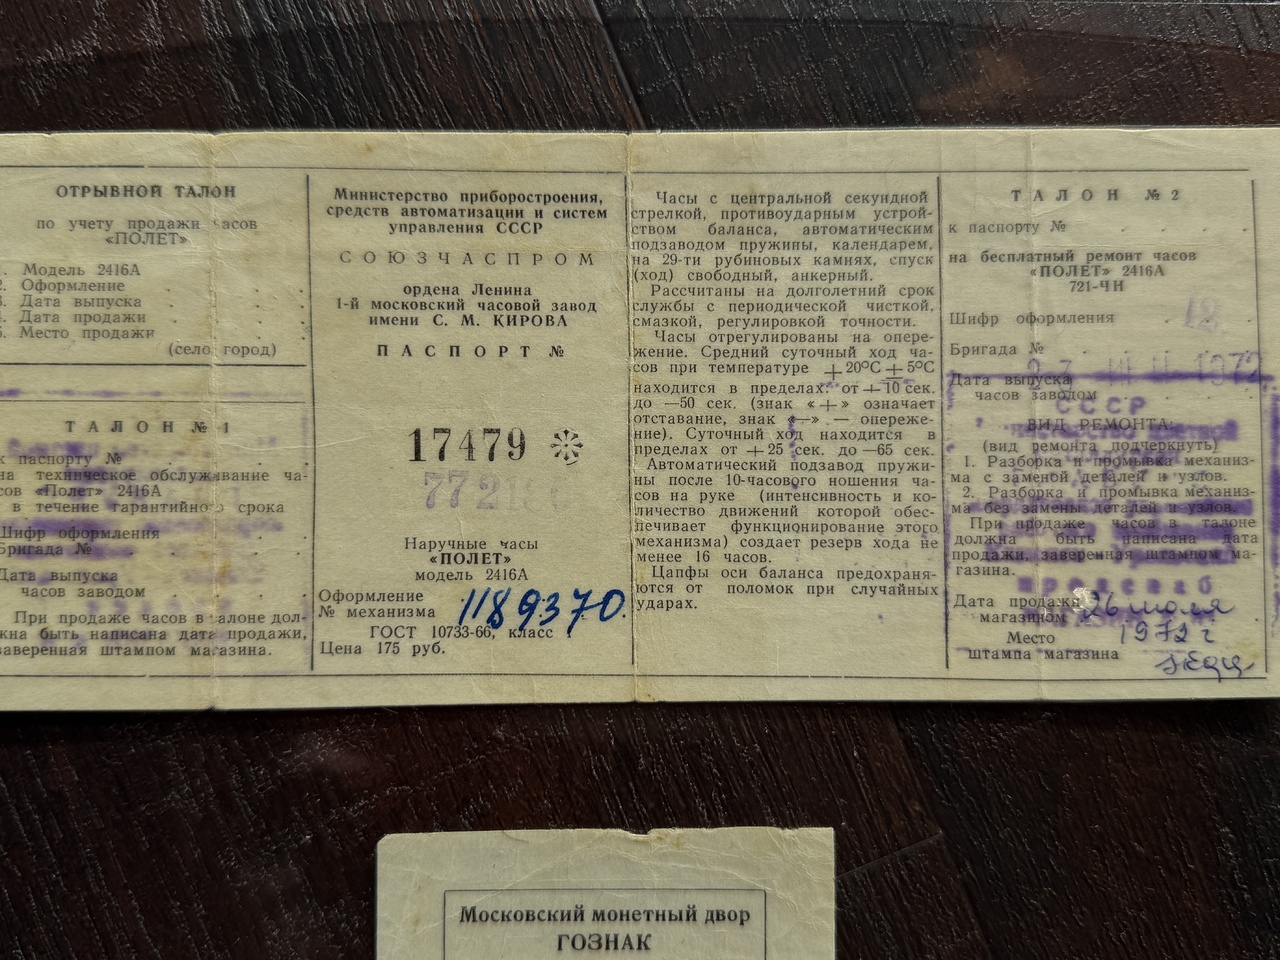 ОТРЫВНОЙ ТАЛОН
по учету продажи часов
«ПОЛЕТ»
1. Модель 2416А
2. Оформление
3. Дата выпуска
4. Дата продажи
5. Место продажи
(село, город)
ТАЛОН № 1
к паспорту №
на техническое обслуживание ча-
сов «Полет» 2416А
в течение гарантийного срока
Шифр оформления
Бригада №
Дата выпуска
часов заводом
При продаже часов в талоне дол-
жна быть написана дата продажи,
заверенная штампом магазина.
Министерство приборостроения,
средств автоматизации и систем
управления СССР
СОЮЗЧАСПРОМ
ордена Ленина
1-й московский часовой завод
имени С. М. КИРОВА
ПАСПОРТ №
17479
772
Наручные часы
«ПОЛЕТ»
модель 2416А
Оформление
№ механизма 1189370.
ГОСТ 10733-66, класс 1
Цена 175 руб.
Часы с центральной секундной
стрелкой, противоударным устрой-
ством баланса, автоматическим
подзаводом пружины, календарем,
на 29-ти рубиновых камнях, спуск
(ход) свободный, анкерный.
Рассчитаны на долголетний срок
службы с периодической чисткой,
смазкой, регулировкой точности.
Часы отрегулированы на опере-
жение. Средний суточный ход ча-
сов при температуре +20°С ±5°С
находится в пределах: от +10 сек.
до —50 сек. (знак «+» означает
отставание, знак «—» — опереже-
ние). Суточный ход находится в
пределах от +25 сек. до —65 сек.
Автоматический подзавод пружи-
ны после 10-часового ношения ча-
сов на руке (интенсивность и ко-
личество движений которой обес-
печивает функционирование этого
механизма) создает резерв хода не
менее 16 часов.
Цапфы оси баланса предохраня-
ются от поломок при случайных
ударах.
ТАЛОН № 2
к паспорту №
на бесплатный ремонт часов
«ПОЛЕТ» 2416А
721-ЧН
Шифр оформления 12
Бригада №
Дата выпуска 1972
часов заводом
СССР
ВИД РЕМОНТА:
(вид ремонта подчеркнуть)
1. Разборка и промывка механиз-
ма с заменой деталей и узлов.
2. Разборка и промывка механиз-
ма без замены деталей и узлов.
При продаже часов в талоне
должна быть написана дата
продажи, заверенная штампом ма-
газина.
Дата продажи 26 июля
магазином
Место 1972 г
штампа магазина
Московский монетный двор
ГОЗНАК